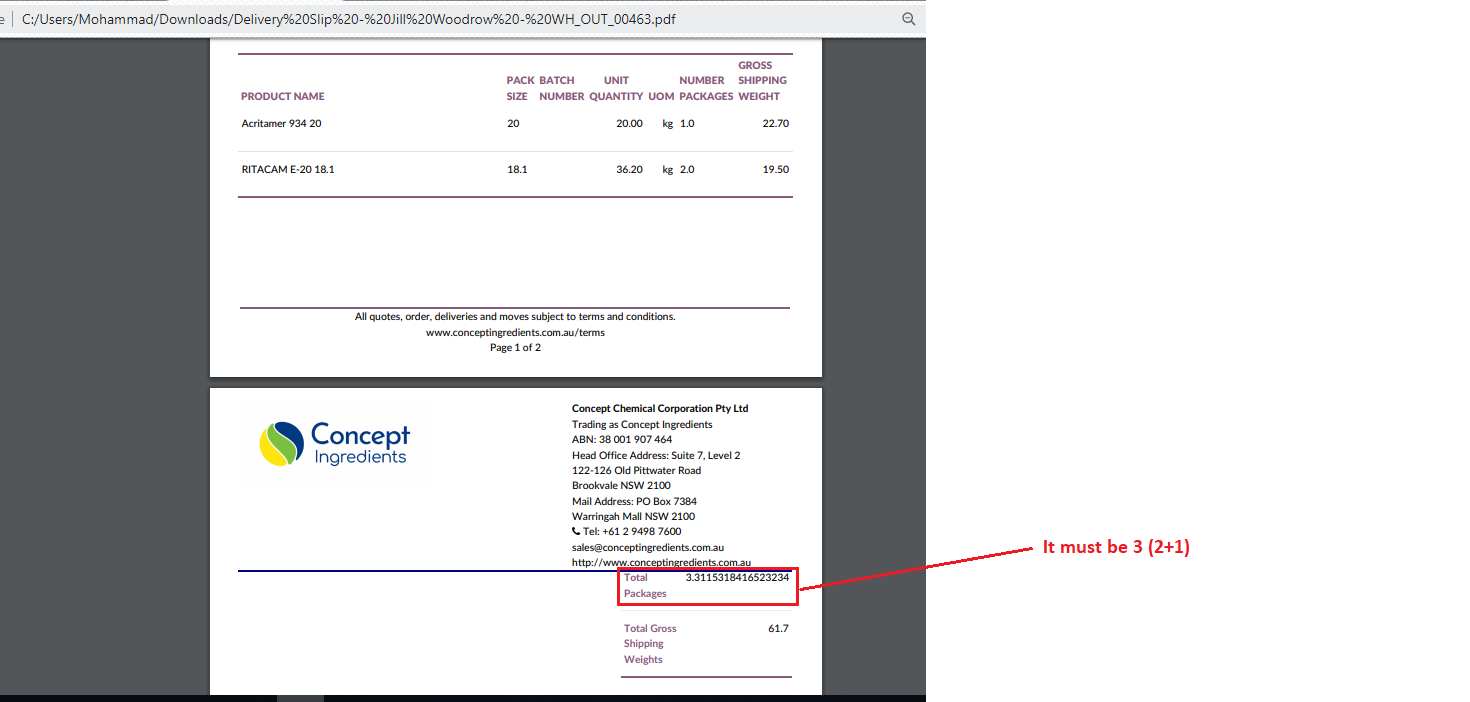 e C:/Users/Mohammad/Downloads/Delivery%20Slip%20-%20Jill%20Woodrow%20-%20WH_OUT_00463.pdf
PRODUCT NAME PACK SIZE BATCH NUMBER UNIT QUANTITY UOM NUMBER PACKAGES GROSS SHIPPING WEIGHT
Acritamer 934 20 20 20.00 kg 1.0 22.70
RITACAM E-20 18.1 18.1 36.20 kg 2.0 19.50
All quotes, order, deliveries and moves subject to terms and conditions.
www.conceptingredients.com.au/terms
Page 1 of 2
Concept
Ingredients
Concept Chemical Corporation Pty Ltd
Trading as Concept Ingredients
ABN: 38 001 907 464
Head Office Address: Suite 7, Level 2
122-126 Old Pittwater Road
Brookvale NSW 2100
Mail Address: PO Box 7384
Warringah Mall NSW 2100
Tel: +61 2 9498 7600
sales@conceptingredients.com.au
http://www.conceptingredients.com.au
Total 3.3115318416523234
Packages
It must be 3 (2+1)
Total Gross 61.7
Shipping
Weights